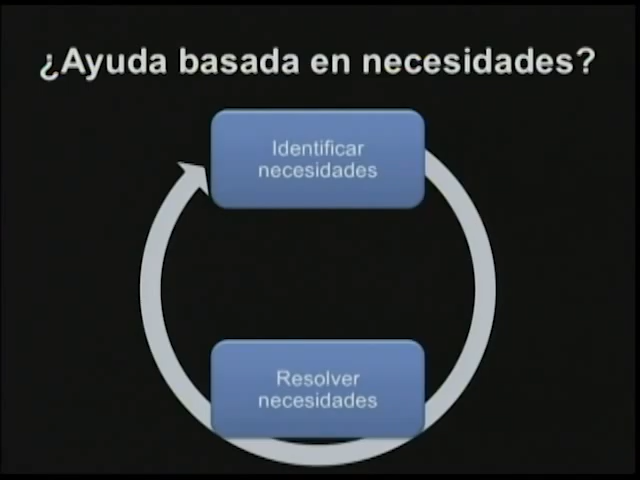 ¿Ayuda basada en necesidades?
Identificar
necesidades
Resolver
necesidades